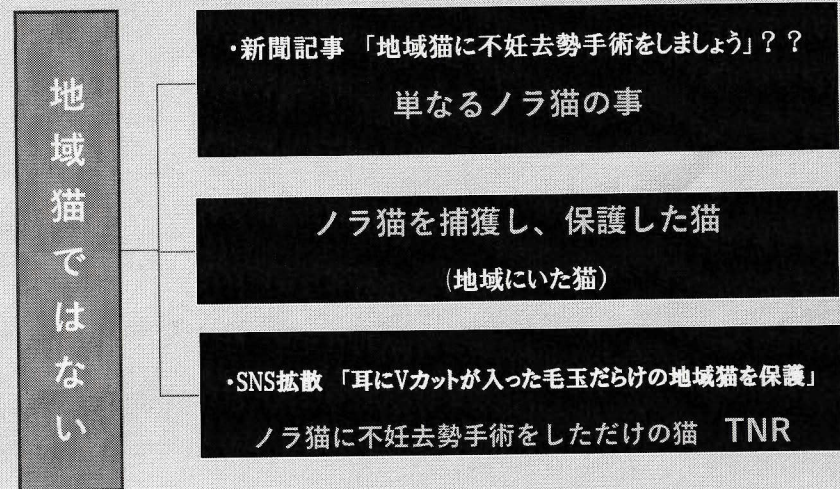 地域猫ではない
・新聞記事 「地域猫に不妊去勢手術をしましょう」？？
単なるノラ猫の事
ノラ猫を捕獲し、保護した猫
(地域にいた猫)
・SNS拡散 「耳にVカットが入った毛玉だらけの地域猫を保護」
ノラ猫に不妊去勢手術をしただけの猫 TNR